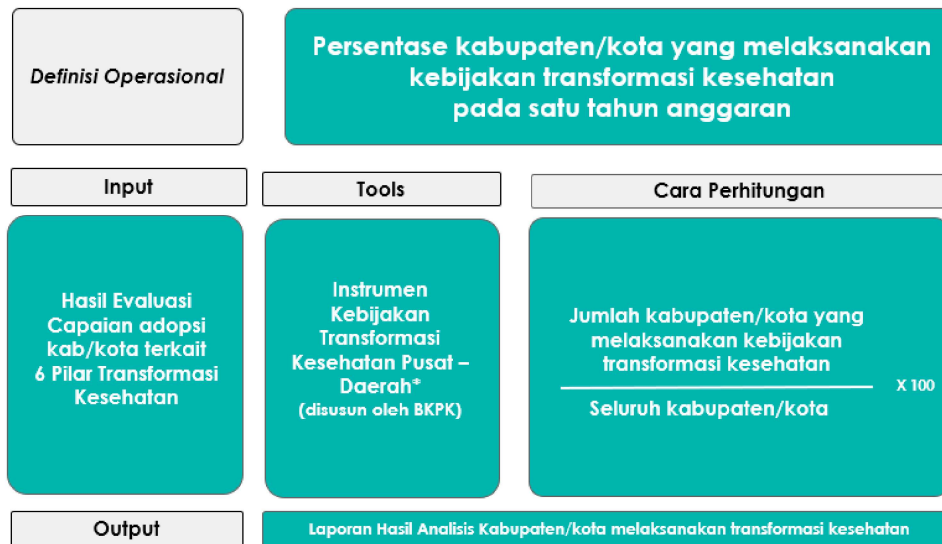 Definisi Operasional
Persentase kabupaten/kota yang melaksanakan
kebijakan transformasi kesehatan
pada satu tahun anggaran
Input
Tools
Cara Perhitungan
Hasil Evaluasi
Capaian adopsi
kab/kota terkait
6 Pilar Transformasi
Kesehatan
Instrumen
Kebijakan
Transformasi
Kesehatan Pusat –
Daerah*
(disusun oleh BKPK)
Jumlah kabupaten/kota yang
melaksanakan kebijakan
transformasi kesehatan
X 100
Seluruh kabupaten/kota
Output
Laporan Hasil Analisis Kabupaten/kota melaksanakan transformasi kesehatan